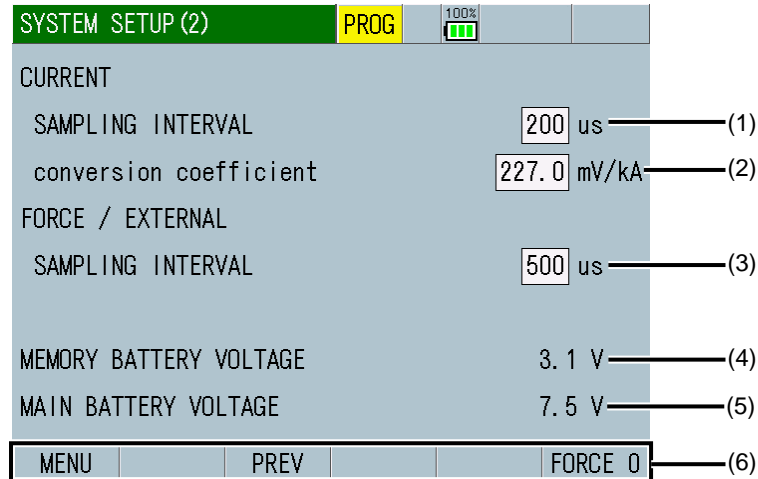 SYSTEM SETUP(2) PROG 100%
CURRENT
SAMPLING INTERVAL 200 us (1)
conversion coefficient 227.0 mV/kA (2)
FORCE / EXTERNAL
SAMPLING INTERVAL 500 us (3)
MEMORY BATTERY VOLTAGE 3.1 V (4)
MAIN BATTERY VOLTAGE 7.5 V (5)
MENU PREV FORCE 0 (6)